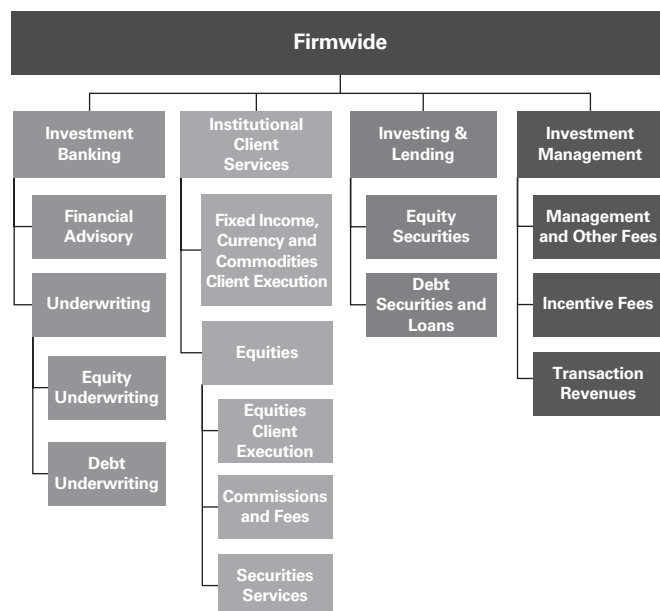 Firmwide
Investment
Banking
Financial
Advisory
Underwriting
Equity
Underwriting
Debt
Underwriting
Institutional
Client
Services
Fixed Income,
Currency and
Commodities
Client Execution
Equities
Equities
Client
Execution
Commissions
and Fees
Securities
Services
Investing &
Lending
Equity
Securities
Debt
Securities and
Loans
Investment
Management
Management
and Other Fees
Incentive Fees
Transaction
Revenues